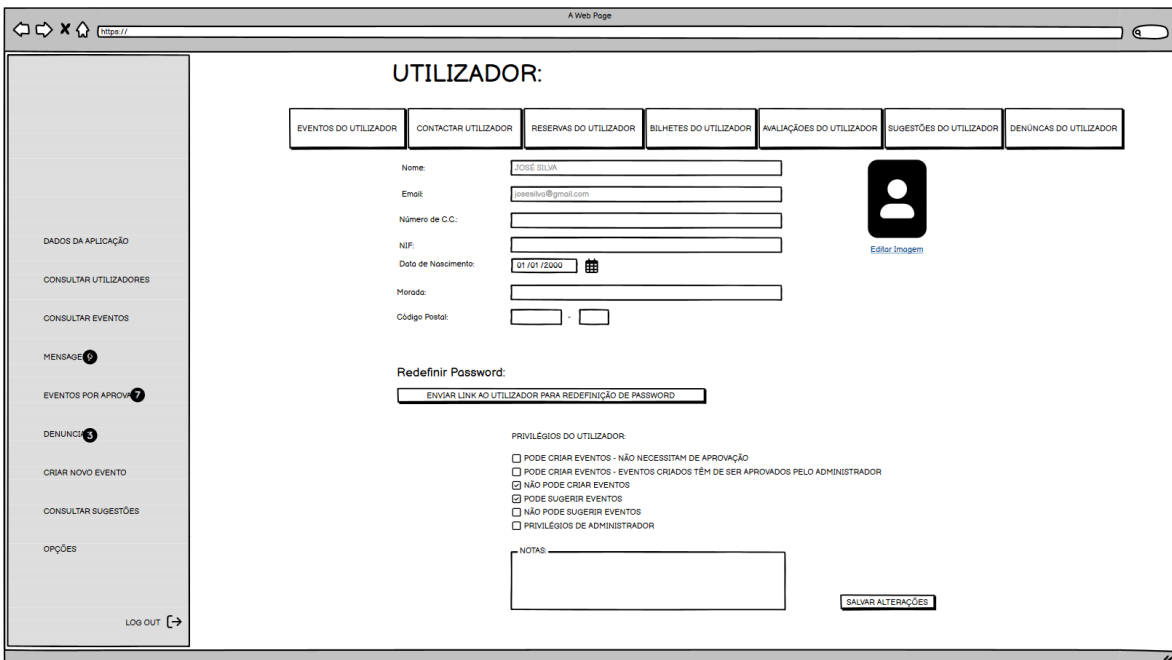 A Web Page
https://
UTILIZADOR:
EVENTOS DO UTILIZADOR
CONTACTAR UTILIZADOR
RESERVAS DO UTILIZADOR
BILHETES DO UTILIZADOR
AVALIAÇÃOES DO UTILIZADOR
SUGESTÕES DO UTILIZADOR
DENÚNCAS DO UTILIZADOR
Nome: JOSÉ SILVA
Email: josesilva@gmail.com
Número de C.C.:
NIF:
Data de Nascimento: 01 /01 /2000
Morada:
Código Postal: -
Editar Imagem
DADOS DA APLICAÇÃO
CONSULTAR UTILIZADORES
CONSULTAR EVENTOS
MENSAGE 9
EVENTOS POR APROVA 7
DENUNCIA 3
CRIAR NOVO EVENTO
CONSULTAR SUGESTÕES
OPÇÕES
LOG OUT
Redefinir Password:
ENVIAR LINK AO UTILIZADOR PARA REDEFINIÇÃO DE PASSWORD
PRIVILÉGIOS DO UTILIZADOR:
PODE CRIAR EVENTOS - NÃO NECESSITAM DE APROVAÇÃO
PODE CRIAR EVENTOS - EVENTOS CRIADOS TÊM DE SER APROVADOS PELO ADMINISTRADOR
NÃO PODE CRIAR EVENTOS
PODE SUGERIR EVENTOS
NÃO PODE SUGERIR EVENTOS
PRIVILÉGIOS DE ADMINISTRADOR
NOTAS:
SALVAR ALTERAÇÕES